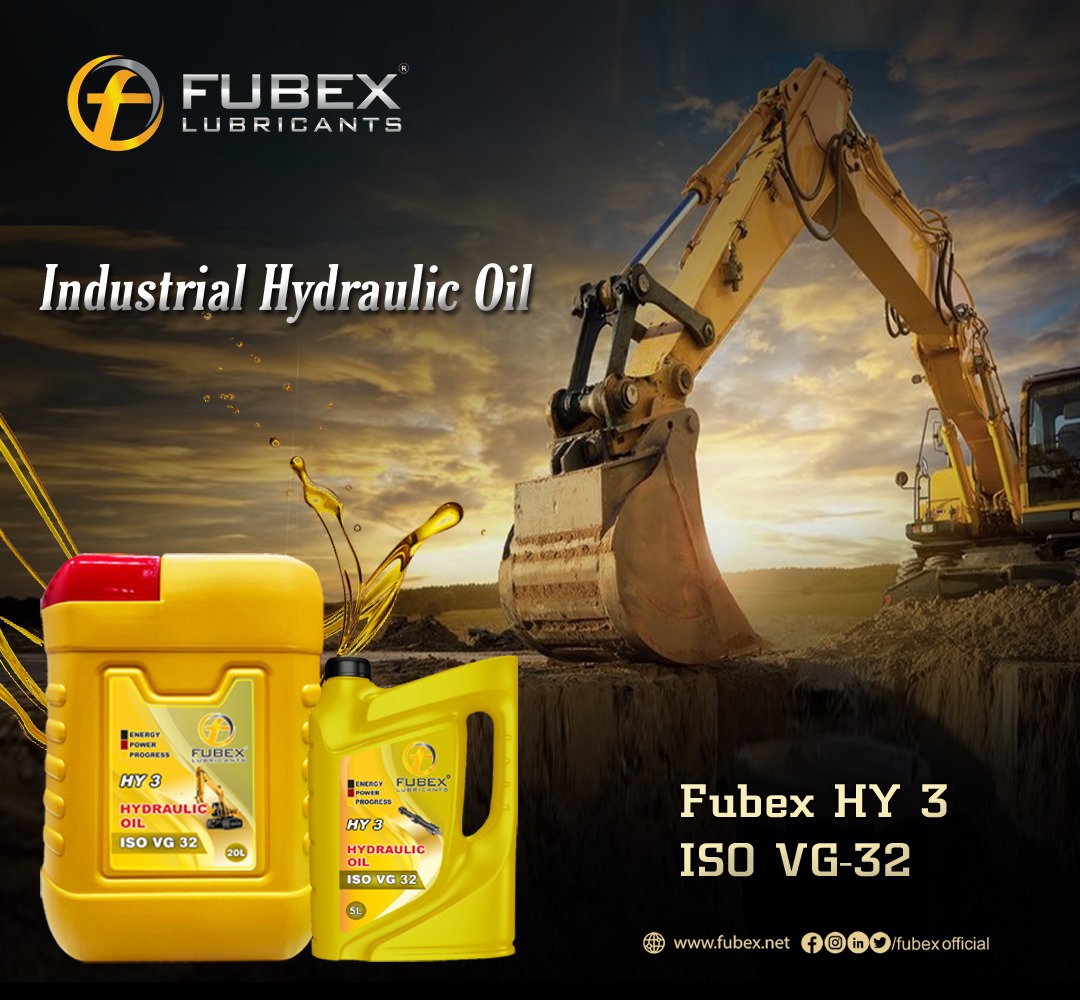 FUBEX®
LUBRICANTS
Industrial Hydraulic Oil
ENERGY
POWER
PROGRESS
FUBEX
LUBRICANTS
HY 3
HYDRAULIC
OIL
ISO VG 32
20L
ENERGY
POWER
PROGRESS
FUBEX®
LUBRICANTS
HY 3
HYDRAULIC
OIL
ISO VG 32
5L
Fubex HY 3
ISO VG-32
www.fubex.net /fubexofficial